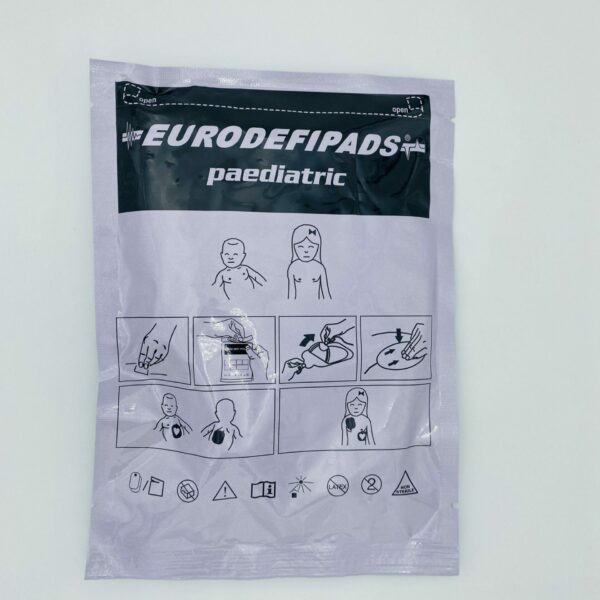 open
open
EURODEFIPADS®
paediatric
LATEX
2
NON
STERILE